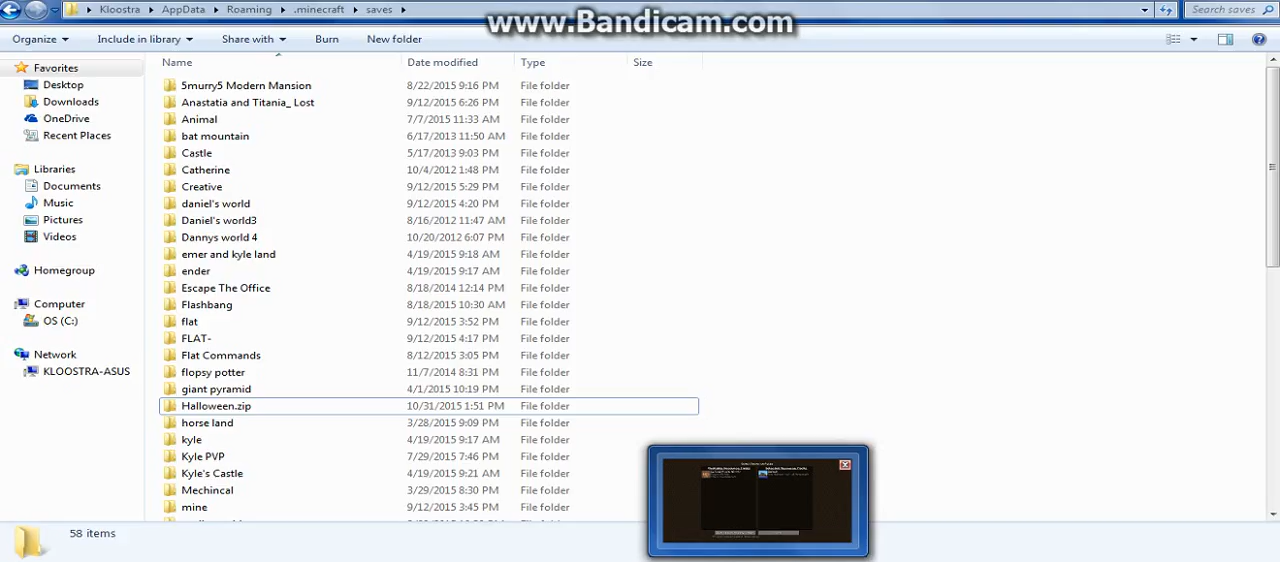 Kloostra AppData Roaming .minecraft saves
www.Bandicam.com
Search saves
Organize Include in library Share with Burn New folder
Name Date modified Type Size
Favorites
Desktop
Downloads
OneDrive
Recent Places
Libraries
Documents
Music
Pictures
Videos
Homegroup
Computer
OS (C:)
Network
KLOOSTRA-ASUS
5murry5 Modern Mansion 8/22/2015 9:16 PM File folder
Anastatia and Titania_ Lost 9/12/2015 6:26 PM File folder
Animal 7/7/2015 11:33 AM File folder
bat mountain 6/17/2013 11:50 AM File folder
Castle 5/17/2013 9:03 PM File folder
Catherine 10/4/2012 1:48 PM File folder
Creative 9/12/2015 5:29 PM File folder
daniel's world 9/12/2015 4:20 PM File folder
Daniel's world3 8/16/2012 11:47 AM File folder
Dannys world 4 10/20/2012 6:07 PM File folder
emer and kyle land 4/19/2015 9:18 AM File folder
ender 4/19/2015 9:17 AM File folder
Escape The Office 8/18/2014 12:14 PM File folder
Flashbang 8/18/2015 10:30 AM File folder
flat 9/12/2015 3:52 PM File folder
FLAT- 9/12/2015 4:17 PM File folder
Flat Commands 8/12/2015 3:05 PM File folder
flopsy potter 11/7/2014 8:31 PM File folder
giant pyramid 4/1/2015 10:19 PM File folder
Halloween.zip 10/31/2015 1:51 PM File folder
horse land 3/28/2015 9:09 PM File folder
kyle 4/19/2015 9:17 AM File folder
Kyle PVP 7/29/2015 7:46 PM File folder
Kyle's Castle 4/19/2015 9:21 AM File folder
Mechincal 3/29/2015 8:30 PM File folder
mine 9/12/2015 3:45 PM File folder
58 items